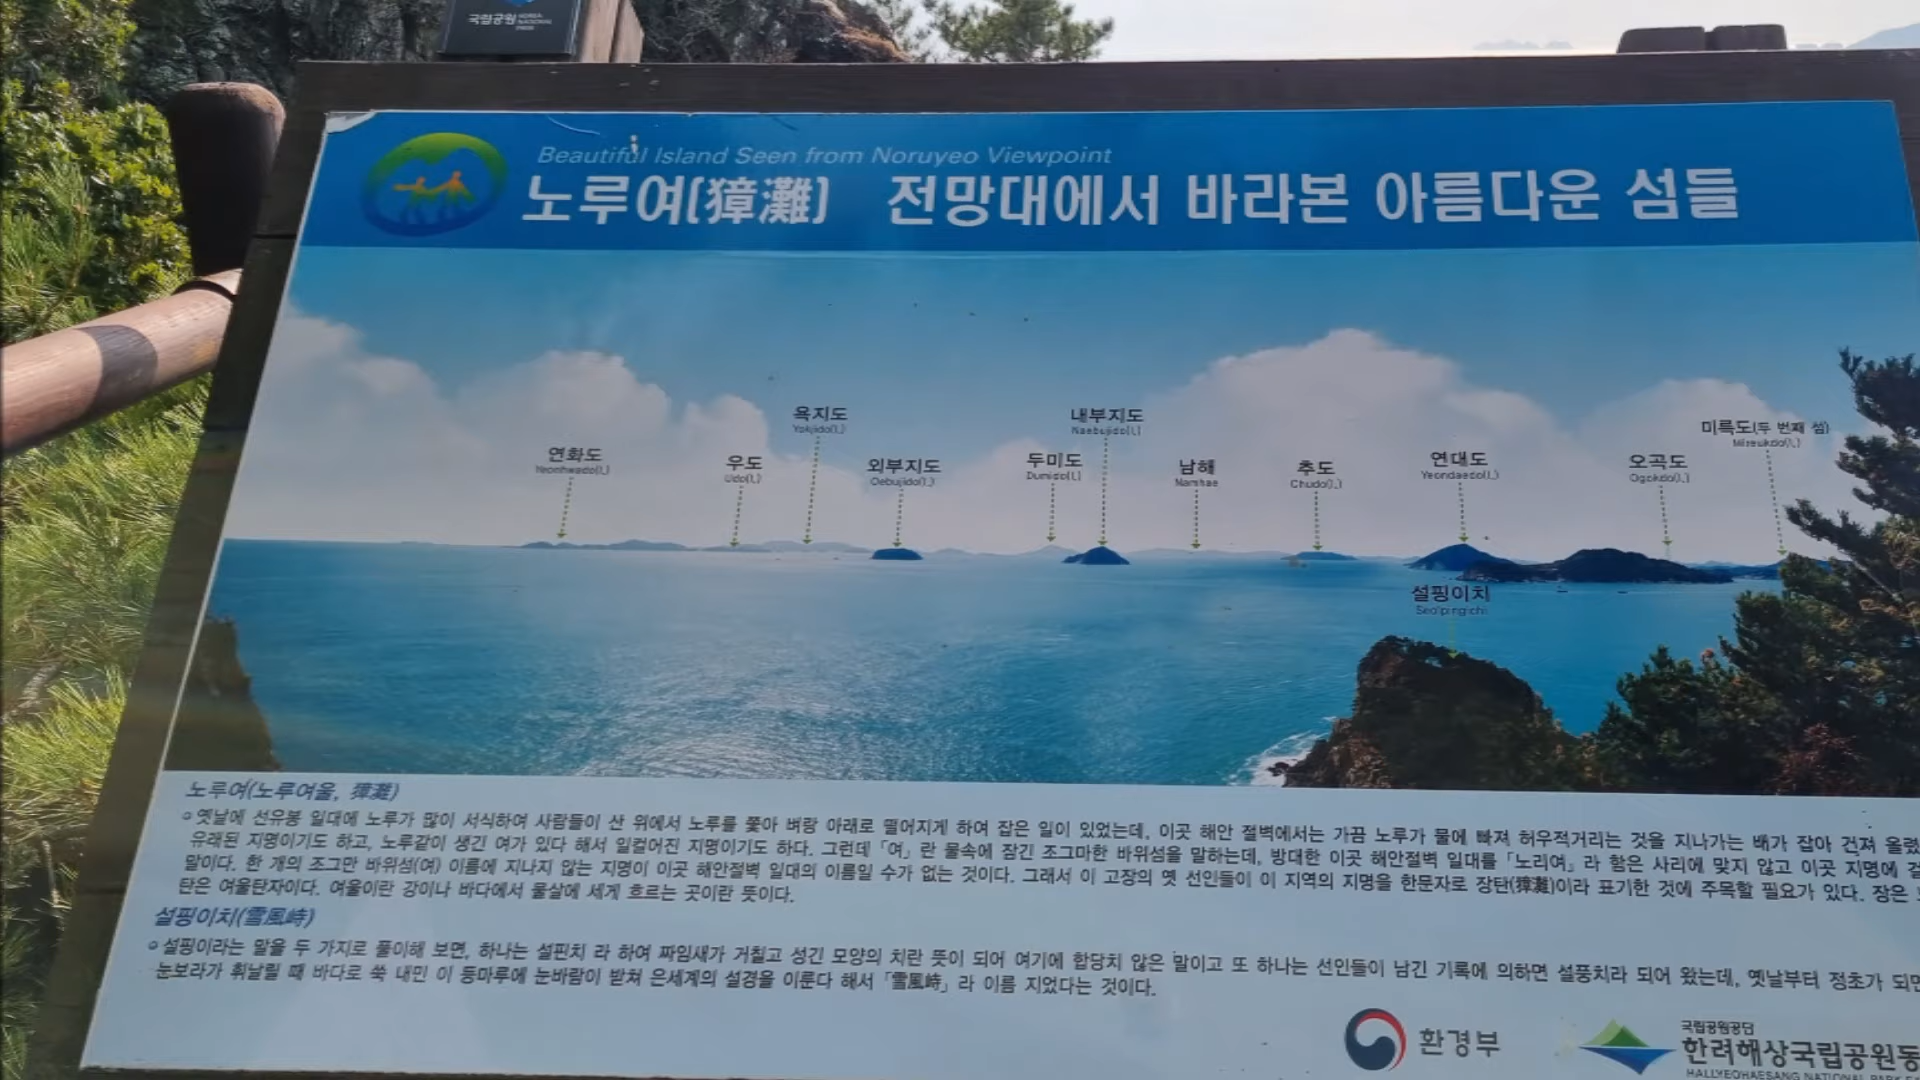 국립공원 KOREA NATIONAL PARK
Beautiful Island Seen from Noruyeo Viewpoint
노루여(獐灘) 전망대에서 바라본 아름다운 섬들
연화도
Yeonhwado(I.)
우도
Udo(I.)
욕지도
Yokjido(I.)
외부지도
Oebujido(I.)
두미도
Dumido(I.)
내부지도
Naebujido(I.)
남해
Namhae
추도
Chudo(I.)
연대도
Yeondaedo(I.)
오곡도
Ogokdo(I.)
미륵도(두 번째 섬)
Mireukdo(I.)
설핑이치
Seolpingichi
노루여(노루여울, 獐灘)
옛날에 선유봉 일대에 노루가 많이 서식하여 사람들이 산 위에서 노루를 쫓아 벼랑 아래로 떨어지게 하여 잡은 일이 있었는데, 이곳 해안 절벽에서는 가끔 노루가 물에 빠져 허우적거리는 것을 지나가는 배가 잡아 건져 올렸
유래된 지명이기도 하고, 노루같이 생긴 여가 있다 해서 일컬어진 지명이기도 하다. 그런데 「여」란 물속에 잠긴 조그마한 바위섬을 말하는데, 방대한 이곳 해안절벽 일대를 「노리여」라 함은 사리에 맞지 않고 이곳 지명에 걸
말이다. 한 개의 조그만 바위섬(여) 이름에 지나지 않는 지명이 이곳 해안절벽 일대의 이름일 수가 없는 것이다. 그래서 이 고장의 옛 선인들이 이 지역의 지명을 한문자로 장탄(獐灘)이라 표기한 것에 주목할 필요가 있다. 장은
탄은 여울탄자이다. 여울이란 강이나 바다에서 물살에 세게 흐르는 곳이란 뜻이다.
설핑이치(雪風峙)
설핑이라는 말을 두 가지로 풀이해 보면, 하나는 설핀치 라 하여 짜임새가 거칠고 성긴 모양의 치란 뜻이 되어 여기에 합당치 않은 말이고 또 하나는 선인들이 남긴 기록에 의하면 설풍치라 되어 왔는데, 옛날부터 정초가 되면
눈보라가 휘날릴 때 바다로 쑥 내민 이 등마루에 눈바람이 받쳐 은세계의 설경을 이룬다 해서 「雪風峙」라 이름 지었다는 것이다.
환경부
국립공원공단
한려해상국립공원동
HALLYEOHAESANG NATIONAL PARK